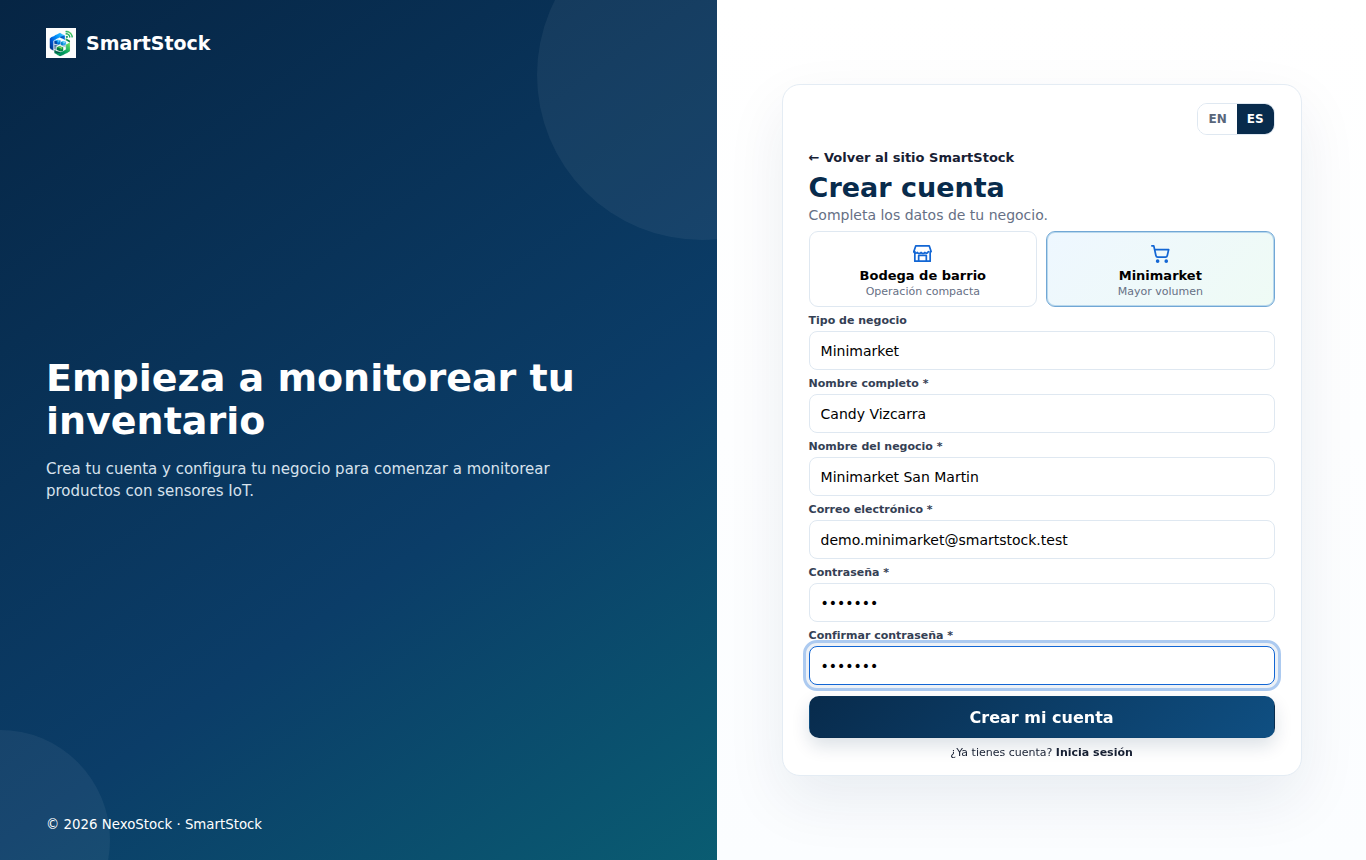 SmartStock
Empieza a monitorear tu
inventario
Crea tu cuenta y configura tu negocio para comenzar a monitorear
productos con sensores IoT.
© 2026 NexoStock · SmartStock
EN ES
← Volver al sitio SmartStock
Crear cuenta
Completa los datos de tu negocio.
Bodega de barrio
Operación compacta
Minimarket
Mayor volumen
Tipo de negocio
Minimarket
Nombre completo *
Candy Vizcarra
Nombre del negocio *
Minimarket San Martin
Correo electrónico *
demo.minimarket@smartstock.test
Contraseña *
•••••••
Confirmar contraseña *
•••••••
Crear mi cuenta
¿Ya tienes cuenta? Inicia sesión